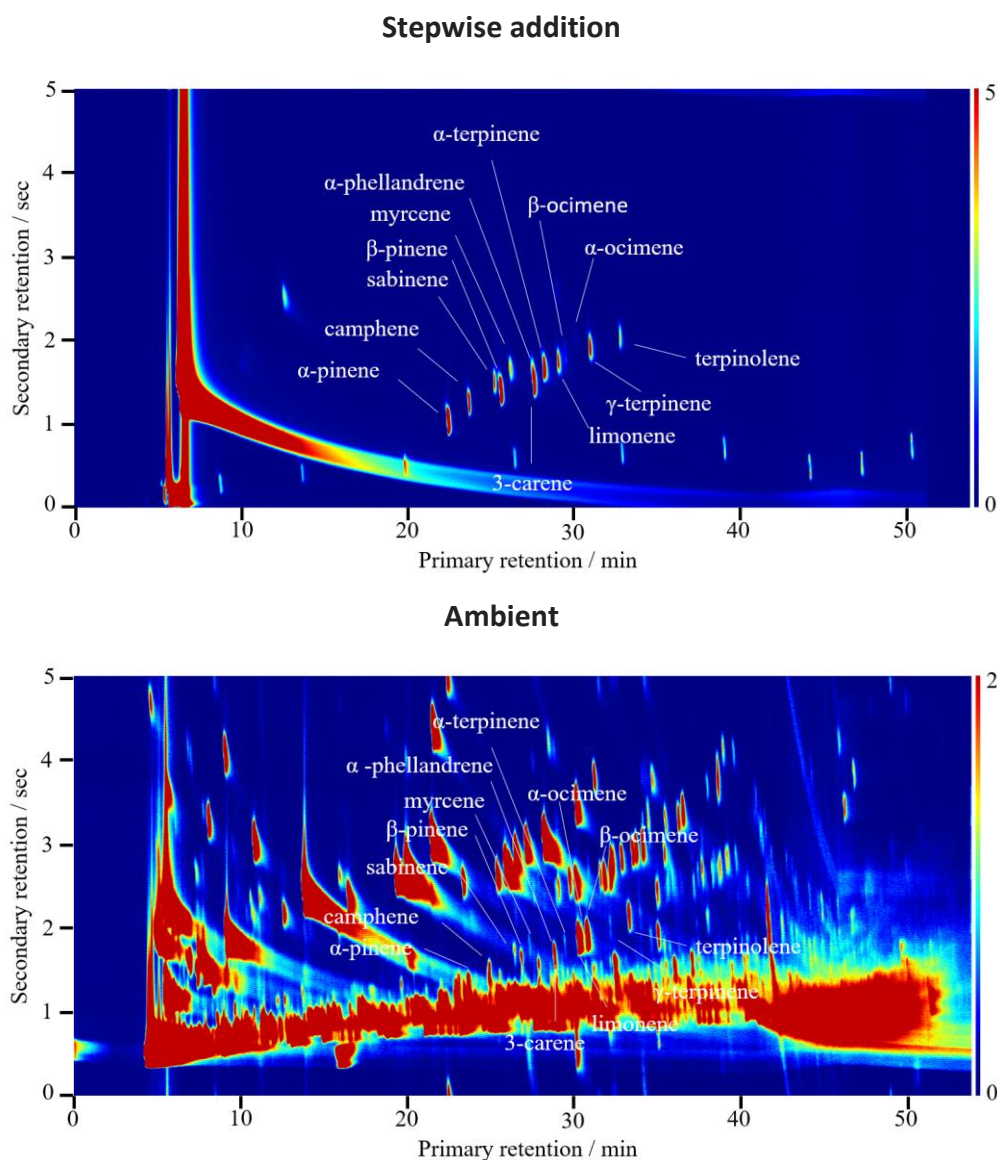 Stepwise addition
5
4
3
2
1
0
Secondary retention / sec
α-terpinene
α-phellandrene
β-ocimene
myrcene
α-ocimene
β-pinene
sabinene
camphene
terpinolene
α-pinene
γ-terpinene
limonene
3-carene
5
0
0
10
20
30
40
50
Primary retention / min
Ambient
5
4
3
2
1
0
Secondary retention / sec
α-terpinene
α -phellandrene
α-ocimene
myrcene
β-ocimene
β-pinene
sabinene
camphene
terpinolene
α-pinene
γ-terpinene
limonene
3-carene
2
0
0
10
20
30
40
50
Primary retention / min